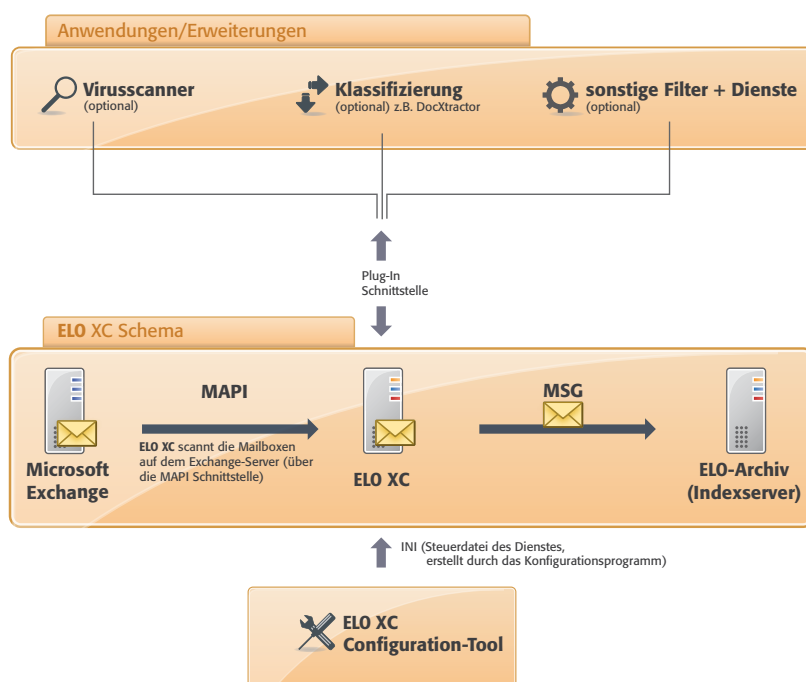 Anwendungen/Erweiterungen
Virusscanner
(optional)
Klassifizierung
(optional) z.B. DocXtractor
sonstige Filter + Dienste
(optional)
Plug-In
Schnittstelle
ELO XC Schema
MAPI
MSG
ELO XC scannt die Mailboxen
auf dem Exchange-Server (über
die MAPI Schnittstelle)
Microsoft
Exchange
ELO XC
ELO-Archiv
(Indexserver)
INI (Steuerdatei des Dienstes,
erstellt durch das Konfigurationsprogramm)
ELO XC
Configuration-Tool